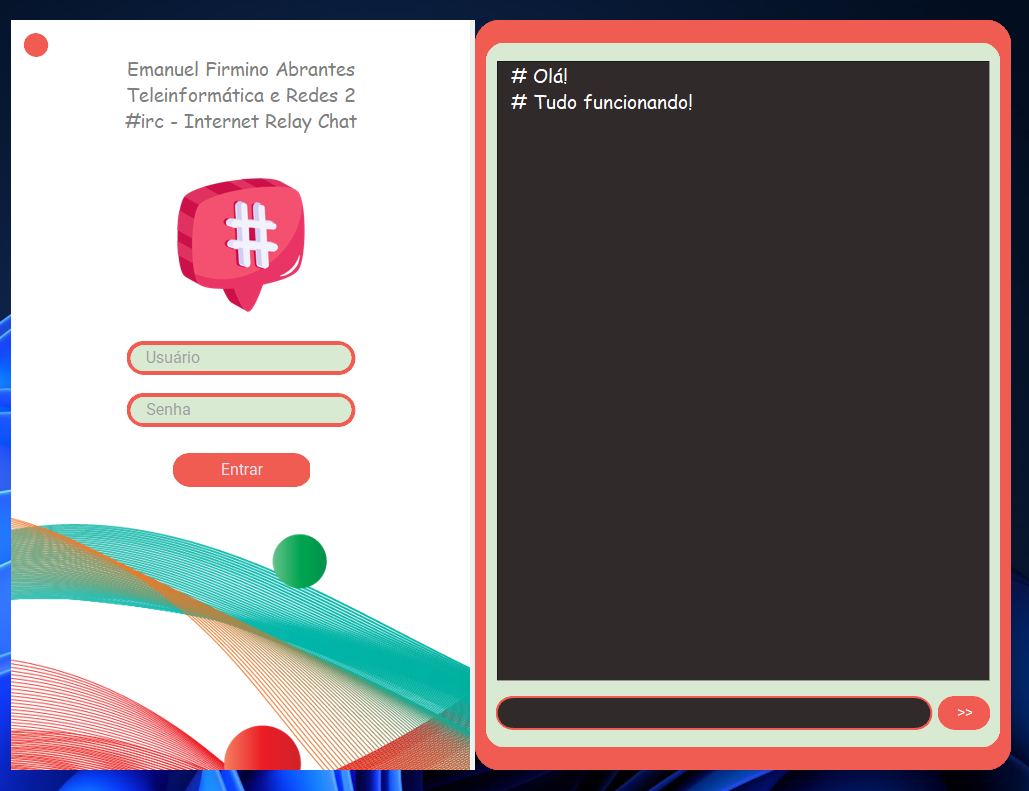 Emanuel Firmino Abrantes
Teleinformática e Redes 2
#irc - Internet Relay Chat
#
Usuário
Senha
Entrar
# Olá!
# Tudo funcionando!
>>